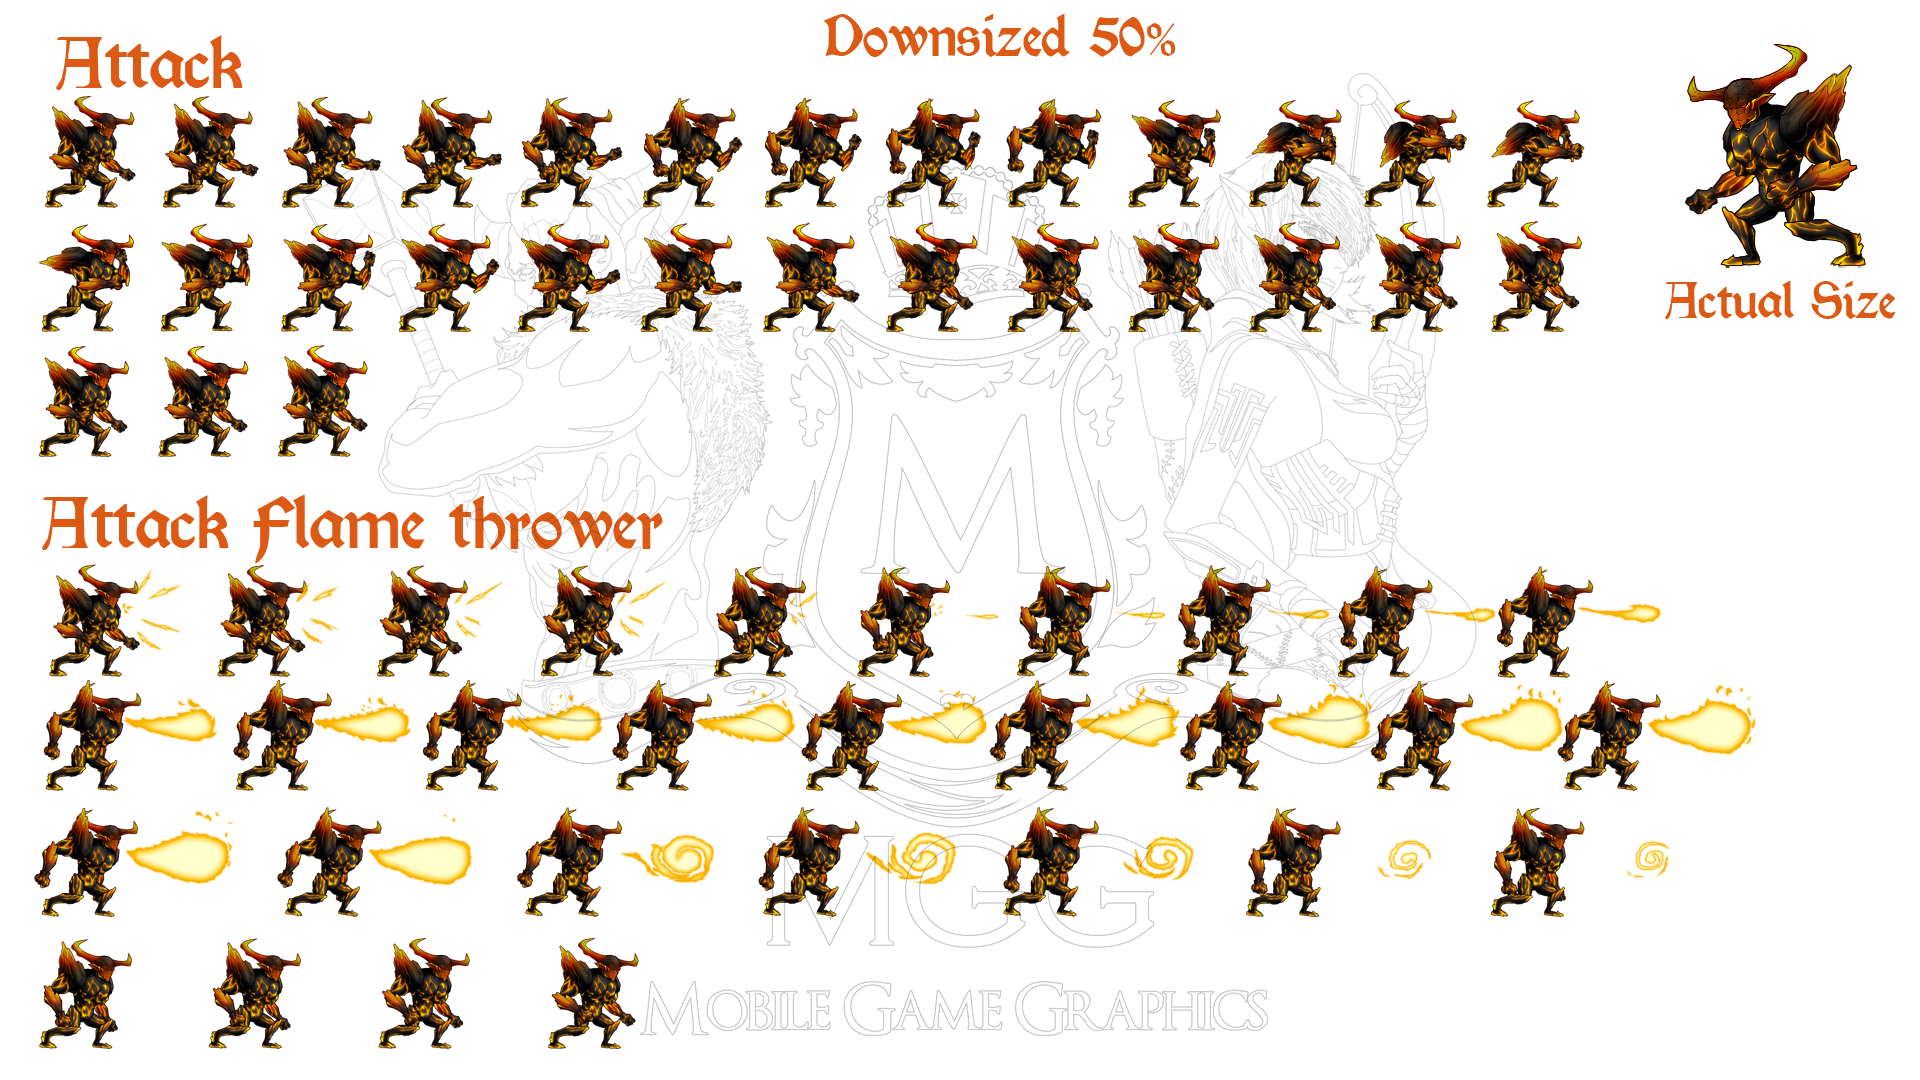 Downsized 50%
Attack
Actual Size
Attack Flame thrower
M
MGG
Mobile Game Graphics